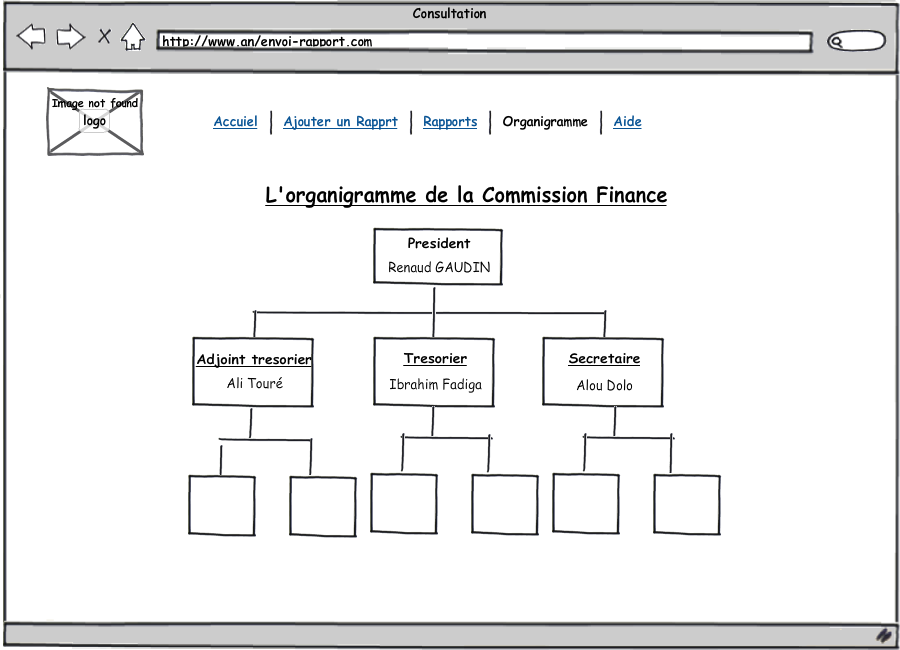 Consultation
http://www.an/envoi-rapport.com
Image not found
logo
Accuiel | Ajouter un Rapprt | Rapports | Organigramme | Aide
L'organigramme de la Commission Finance
President
Renaud GAUDIN
Adjoint tresorier
Ali Touré
Tresorier
Ibrahim Fadiga
Secretaire
Alou Dolo